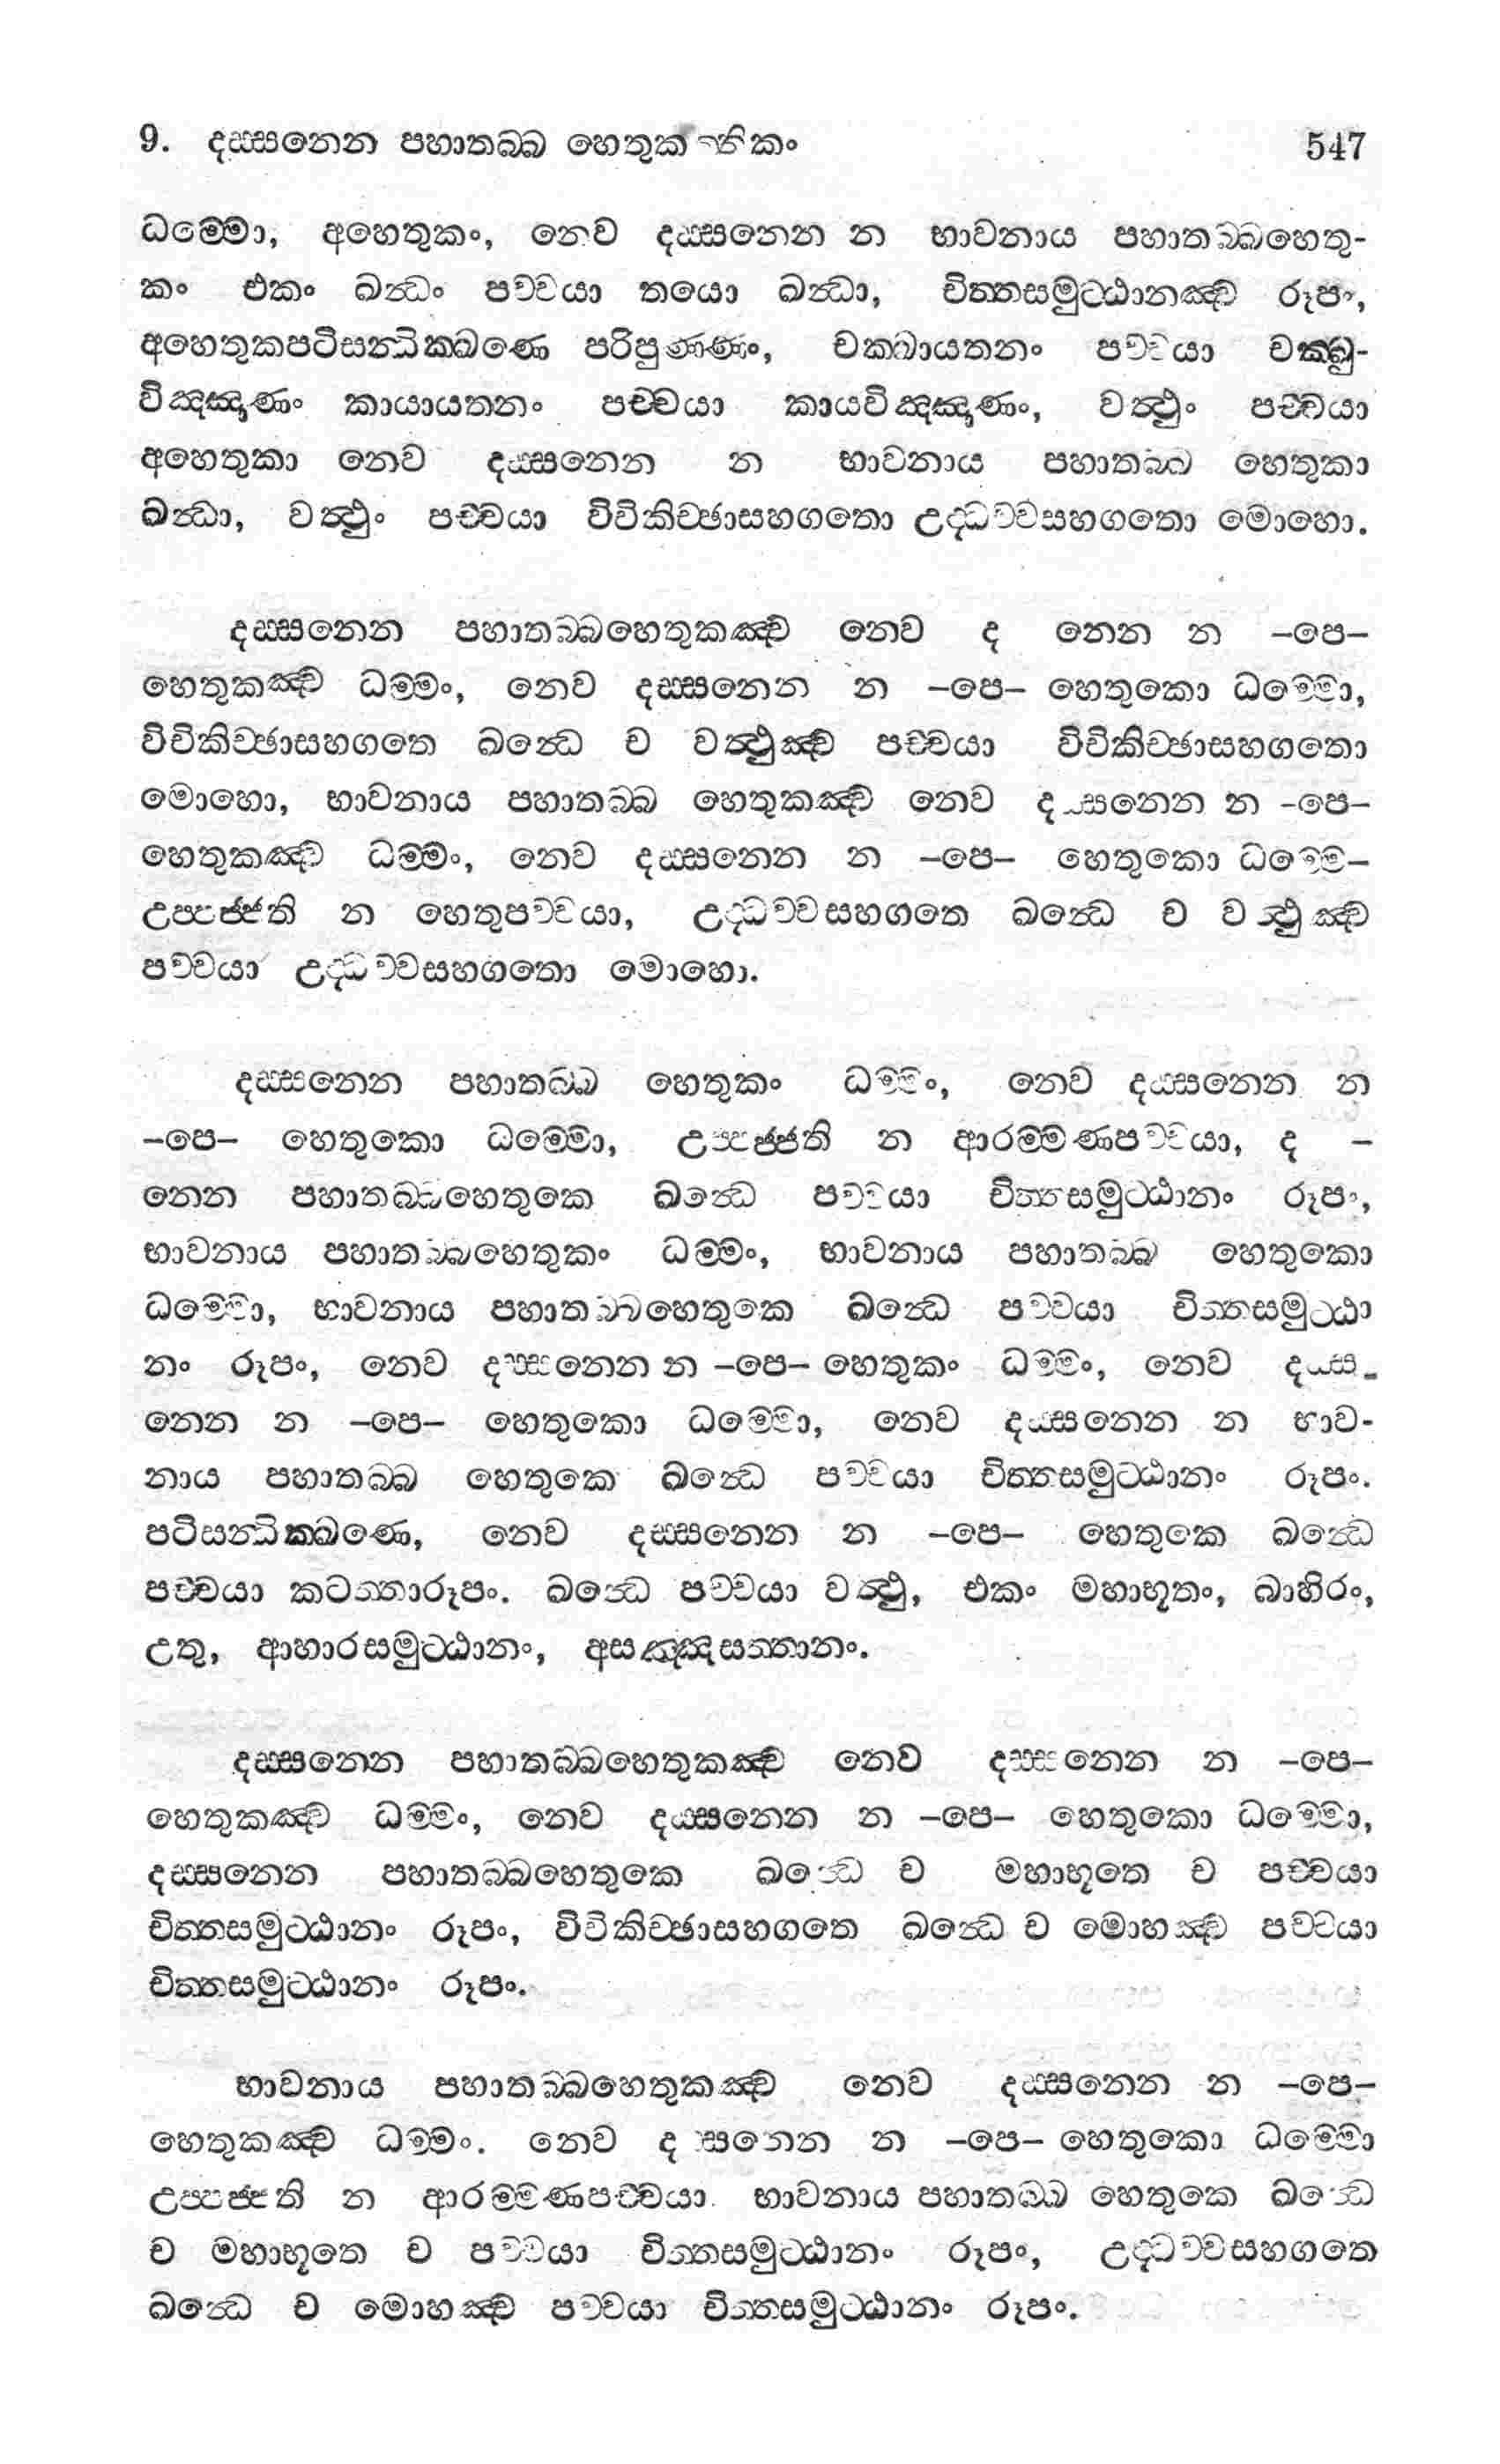 9. දස්සනෙන පහාතබ්බ හෙතුක ත්තිකං 547
ධම්මො, අහෙතුකං, නෙව දස්සනෙන න භාවනාය පහාතබ්බහෙතු-
කං එකං ඛන්ධං පච්චයා තයො ඛන්ධා, චිත්තසමුට්ඨානඤ්ච රූපං,
අහෙතුකපටිසන්ධික්ඛණෙ පරිපුණ්ණං, චක්ඛායතනං පච්චයා චක්ඛු-
විඤ්ඤණං කායායතනං පච්චයා කායවිඤ්ඤණං, වත්ථුං පච්චයා
අහෙතුකා නෙව දස්සනෙන න භාවනාය පහාතබ්බ හෙතුකා
ඛන්ධා, වත්ථුං පච්චයා විචිකිච්ඡාසහගතො උද්ධච්චසහගතො මොහො.
දස්සනෙන පහාතබ්බහෙතුකඤ්ච නෙව ද නෙන න –පෙ–
හෙතුකඤ්ච ධම්මං, නෙව දස්සනෙන න –පෙ– හෙතුකො ධම්මො,
විචිකිච්ඡාසහගතෙ ඛන්ධෙ ච වත්ථුඤ්ච පච්චයා විචිකිච්ඡාසහගතො
මොහො, භාවනාය පහාතබ්බ හෙතුකඤ්ච නෙව දස්සනෙන න –පෙ–
හෙතුකඤ්ච ධම්මං, නෙව දස්සනෙන න –පෙ– හෙතුකො ධම්මෙ–
උප්පජ්ජති න හෙතුපච්චයා, උද්ධච්චසහගතෙ ඛන්ධෙ ච වත්ථුඤ්ච
පච්චයා උද්ධච්චසහගතො මොහො.
දස්සනෙන පහාතබ්බ හෙතුකං ධම්මං, නෙව දස්සනෙන න
–පෙ– හෙතුකො ධම්මො, උප්පජ්ජති න ආරම්මණපච්චයා, ද –
නෙන පහාතබ්බහෙතුකෙ ඛන්ධෙ පච්චයා චිත්තසමුට්ඨානං රූපං,
භාවනාය පහාතබ්බහෙතුකං ධම්මං, භාවනාය පහාතබ්බ හෙතුකො
ධම්මො, භාවනාය පහාතබ්බහෙතුකෙ ඛන්ධෙ පච්චයා චිත්තසමුට්ඨා
නං රූපං, නෙව දස්සනෙන න –පෙ– හෙතුකං ධම්මං, නෙව දස්ස-
නෙන න –පෙ– හෙතුකො ධම්මො, නෙව දස්සනෙන න භාව-
නාය පහාතබ්බ හෙතුකෙ ඛන්ධෙ පච්චයා චිත්තසමුට්ඨානං රූපං.
පටිසන්ධික්ඛණෙ, නෙව දස්සනෙන න –පෙ– හෙතුකෙ ඛන්ධෙ
පච්චයා කටත්තාරූපං. ඛන්ධෙ පච්චයා වත්ථු, එකං මහාභූතං, බාහිරං,
උතු, ආහාරසමුට්ඨානං, අසඤ්ඤසත්තානං.
දස්සනෙන පහාතබ්බහෙතුකඤ්ච නෙව දස්සනෙන න –පෙ–
හෙතුකඤ්ච ධම්මං, නෙව දස්සනෙන න –පෙ– හෙතුකො ධම්මො,
දස්සනෙන පහාතබ්බහෙතුකෙ ඛන්ධෙ ච මහාභූතෙ ච පච්චයා
චිත්තසමුට්ඨානං රූපං, විචිකිච්ඡාසහගතෙ ඛන්ධෙ ච මොහඤ්ච පච්චයා
චිත්තසමුට්ඨානං රූපං.
භාවනාය පහාතබ්බහෙතුකඤ්ච නෙව දස්සනෙන න –පෙ–
හෙතුකඤ්ච ධම්මං. නෙව දස්සනෙන න –පෙ– හෙතුකො ධම්මො
උප්පජ්ජති න ආරම්මණපච්චයා. භාවනාය පහාතබ්බ හෙතුකෙ ඛන්ධෙ
ච මහාභූතෙ ච පච්චයා චිත්තසමුට්ඨානං රූපං, උද්ධච්චසහගතෙ
ඛන්ධෙ ච මොහඤ්ච පච්චයා චිත්තසමුට්ඨානං රූපං.